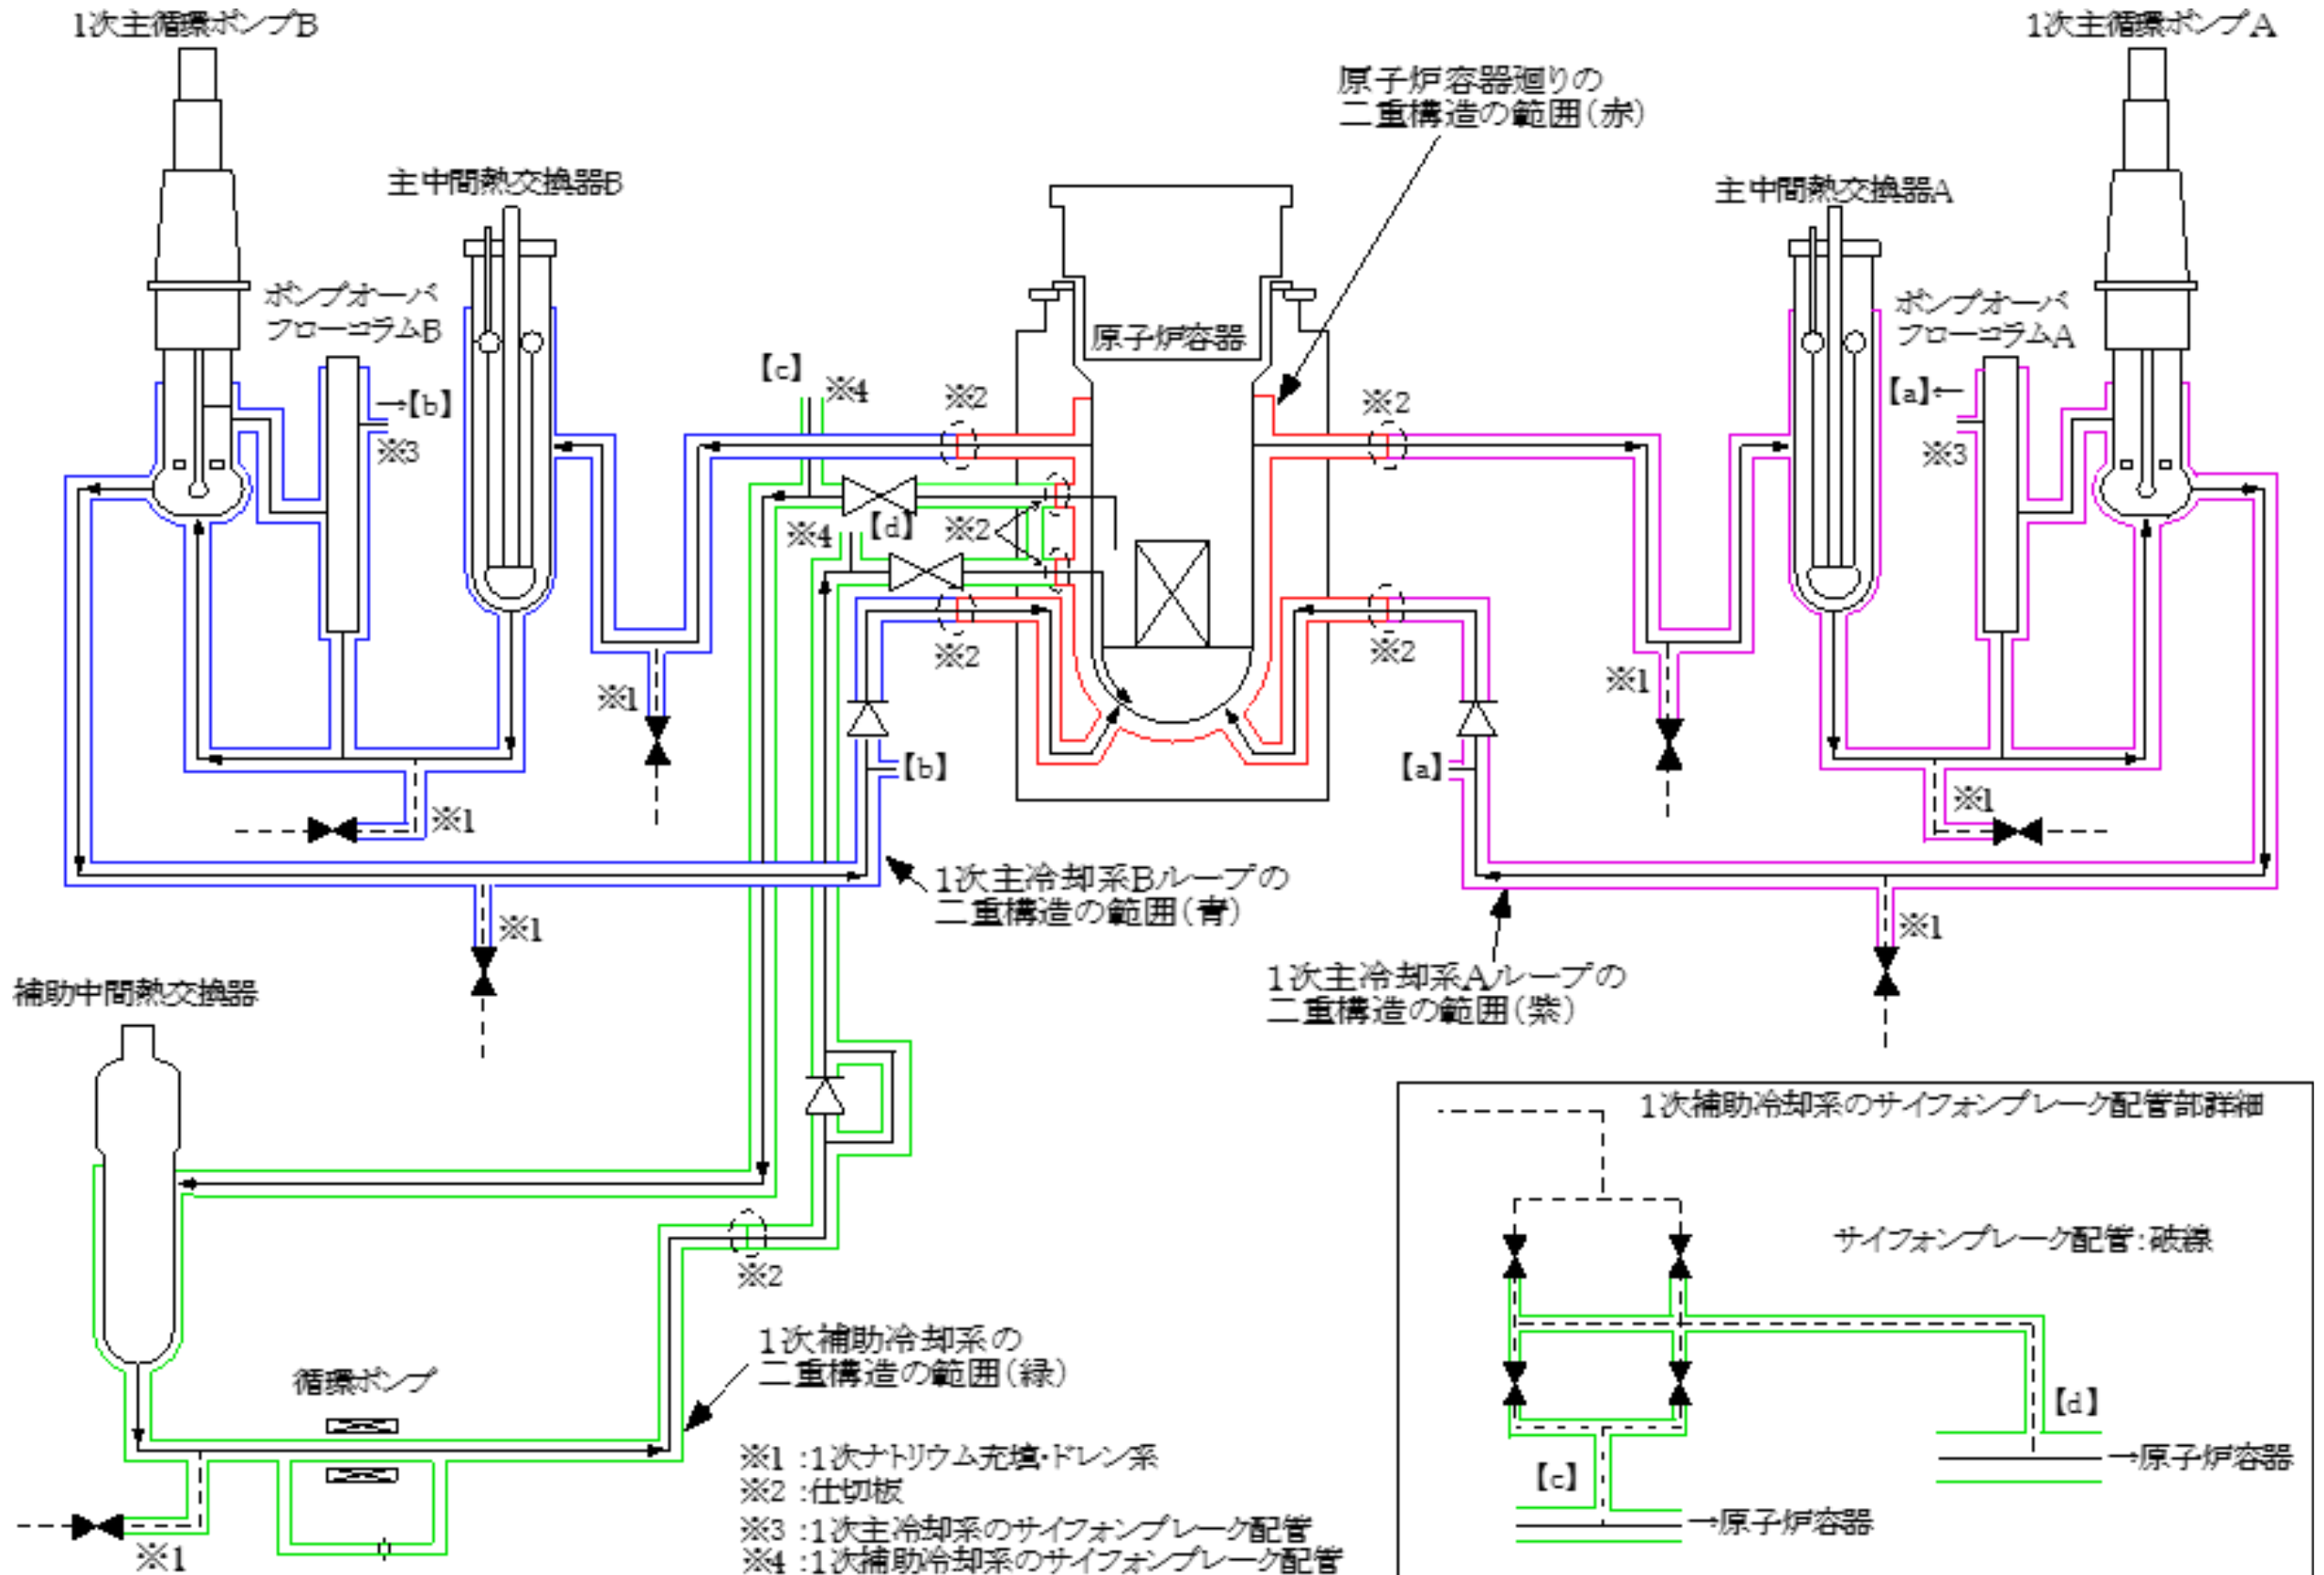 1次主循環ポンプB
1次主循環ポンプA
原子炉容器廻りの
二重構造の範囲(赤)
主中間熱交換器B
主中間熱交換器A
ポンプオーバ
フローコラムB
ポンプオーバ
フローコラムA
原子炉容器
【c】
※4
※2
※2
→【b】
※3
【a】←
※3
※4
【d】
※2
※2
※2
※1
※1
【b】
【a】
※1
※1
1次主冷却系Bループの
二重構造の範囲(青)
※1
※1
1次主冷却系Aループの
二重構造の範囲(紫)
補助中間熱交換器
※2
1次補助冷却系の
二重構造の範囲(緑)
循環ポンプ
※1
※1 :1次ナトリウム充填・ドレン系
※2 :仕切板
※3 :1次主冷却系のサイフォンブレーク配管
※4 :1次補助冷却系のサイフォンブレーク配管
1次補助冷却系のサイフォンブレーク配管部詳細
サイフォンブレーク配管:破線
【d】
→原子炉容器
【c】
→原子炉容器